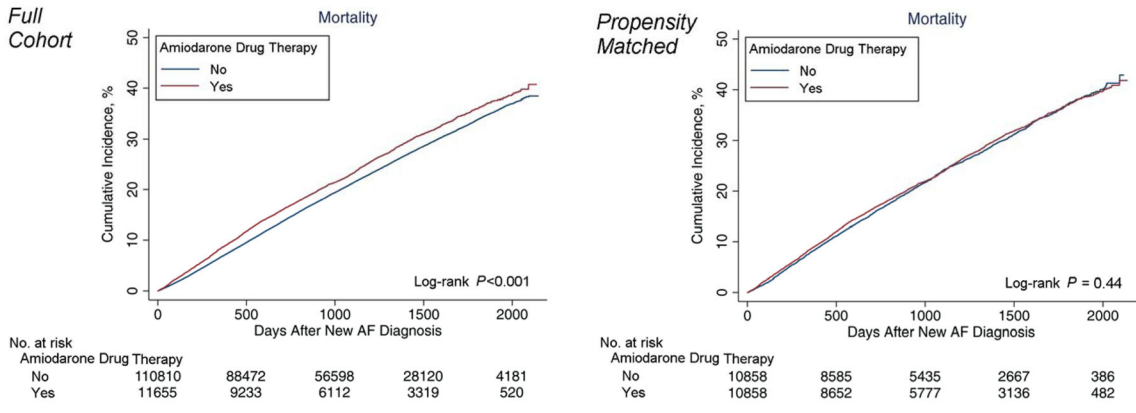 Full
Cohort
Mortality
Amiodarone Drug Therapy
No
Yes
Cumulative Incidence, %
50
40
30
20
10
0
Log-rank P<0.001
0 500 1000 1500 2000
Days After New AF Diagnosis
No. at risk
Amiodarone Drug Therapy
No 110810 88472 56598 28120 4181
Yes 11655 9233 6112 3319 520
Propensity
Matched
Mortality
Amiodarone Drug Therapy
No
Yes
Cumulative Incidence, %
50
40
30
20
10
0
Log-rank P = 0.44
0 500 1000 1500 2000
Days After New AF Diagnosis
No. at risk
Amiodarone Drug Therapy
No 10858 8585 5435 2667 386
Yes 10858 8652 5777 3136 482